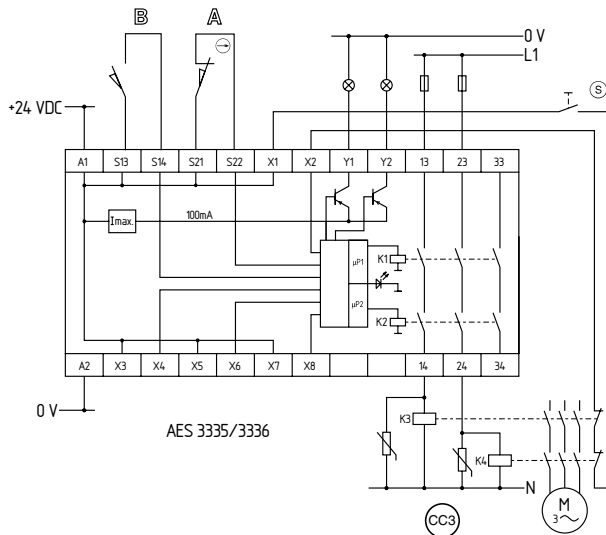 B A
0 V
L1
S
+24 VDC
A1 S13 S14 S21 S22 X1 X2 Y1 Y2 13 23 33
Imax. 100mA
µP1 K1
µP2 K2
A2 X3 X4 X5 X6 X7 X8 14 24 34
0 V
AES 3335/3336
K3
K4
N
CC3
M
3